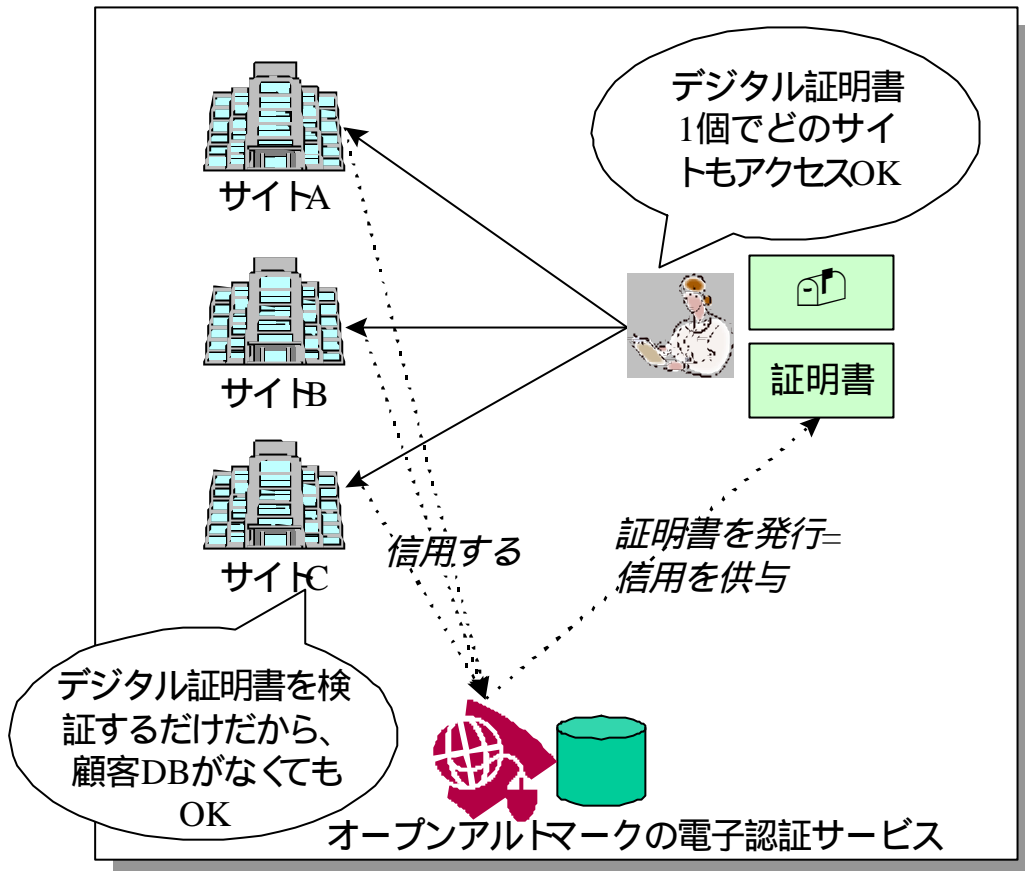 デジタル証明書
1個でどのサイ
トもアクセスOK
サイトA
サイトB
証明書
サイトC
信用する
証明書を発行=
信用を供与
デジタル証明書を検
証するだけだから、
顧客DBがなくても
OK
オープンアルトマークの電子認証サービス